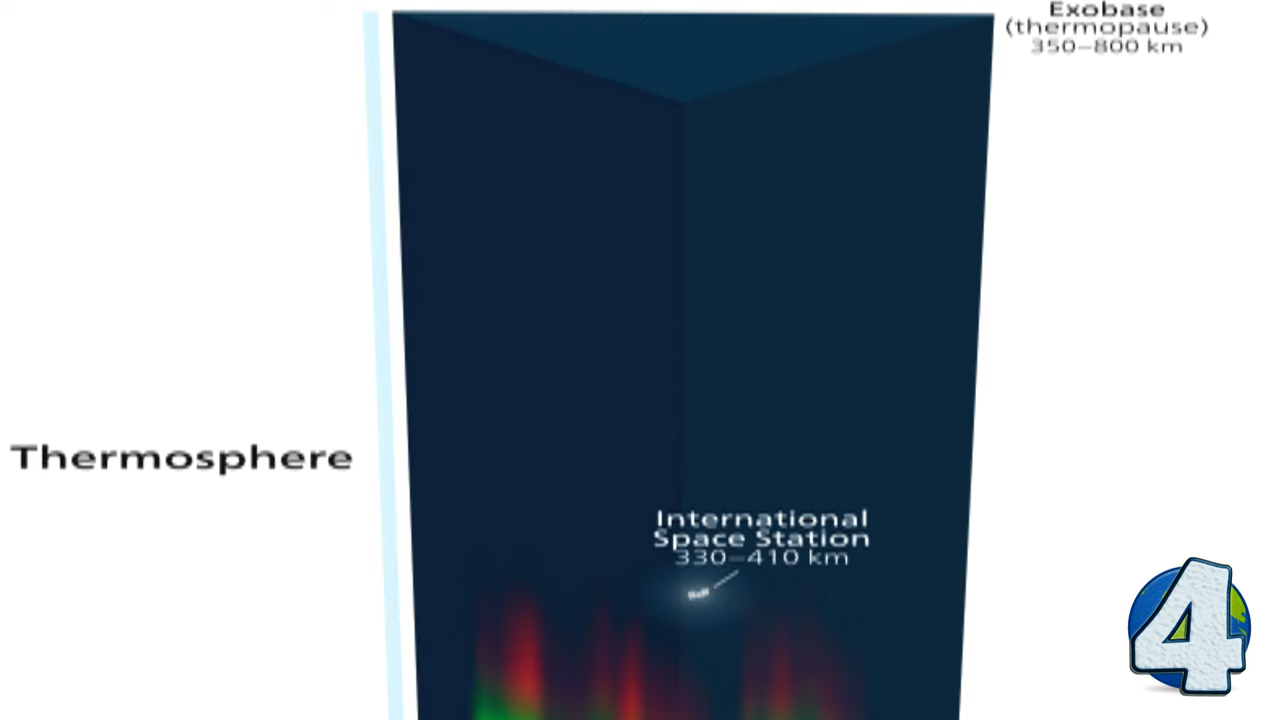 Exobase
(thermopause)
350–800 km
Thermosphere
International
Space Station
330–410 km
4